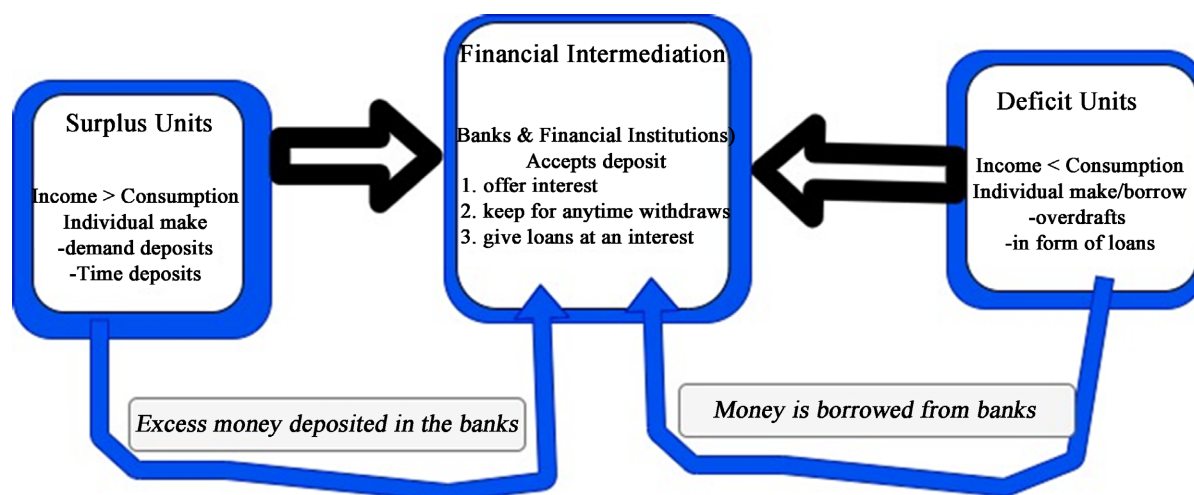 Surplus Units
Income > Consumption
Individual make
-demand deposits
-Time deposits
Financial Intermediation
Banks & Financial Institutions)
Accepts deposit
1. offer interest
2. keep for anytime withdraws
3. give loans at an interest
Deficit Units
Income < Consumption
Individual make/borrow
-overdrafts
-in form of loans
Excess money deposited in the banks
Money is borrowed from banks